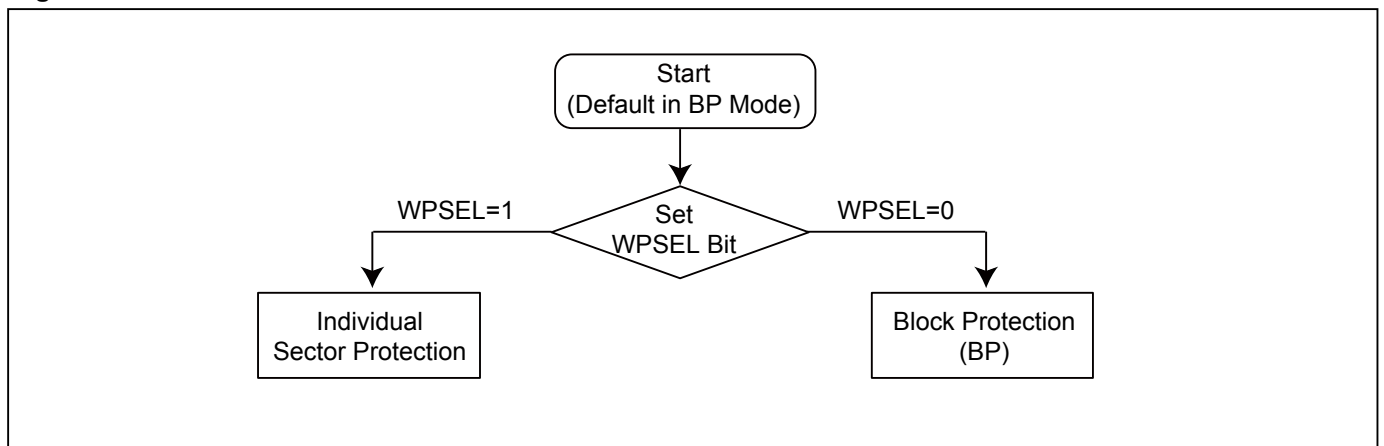 Start
(Default in BP Mode)
WPSEL=1
Set
WPSEL Bit
WPSEL=0
Individual
Sector Protection
Block Protection
(BP)